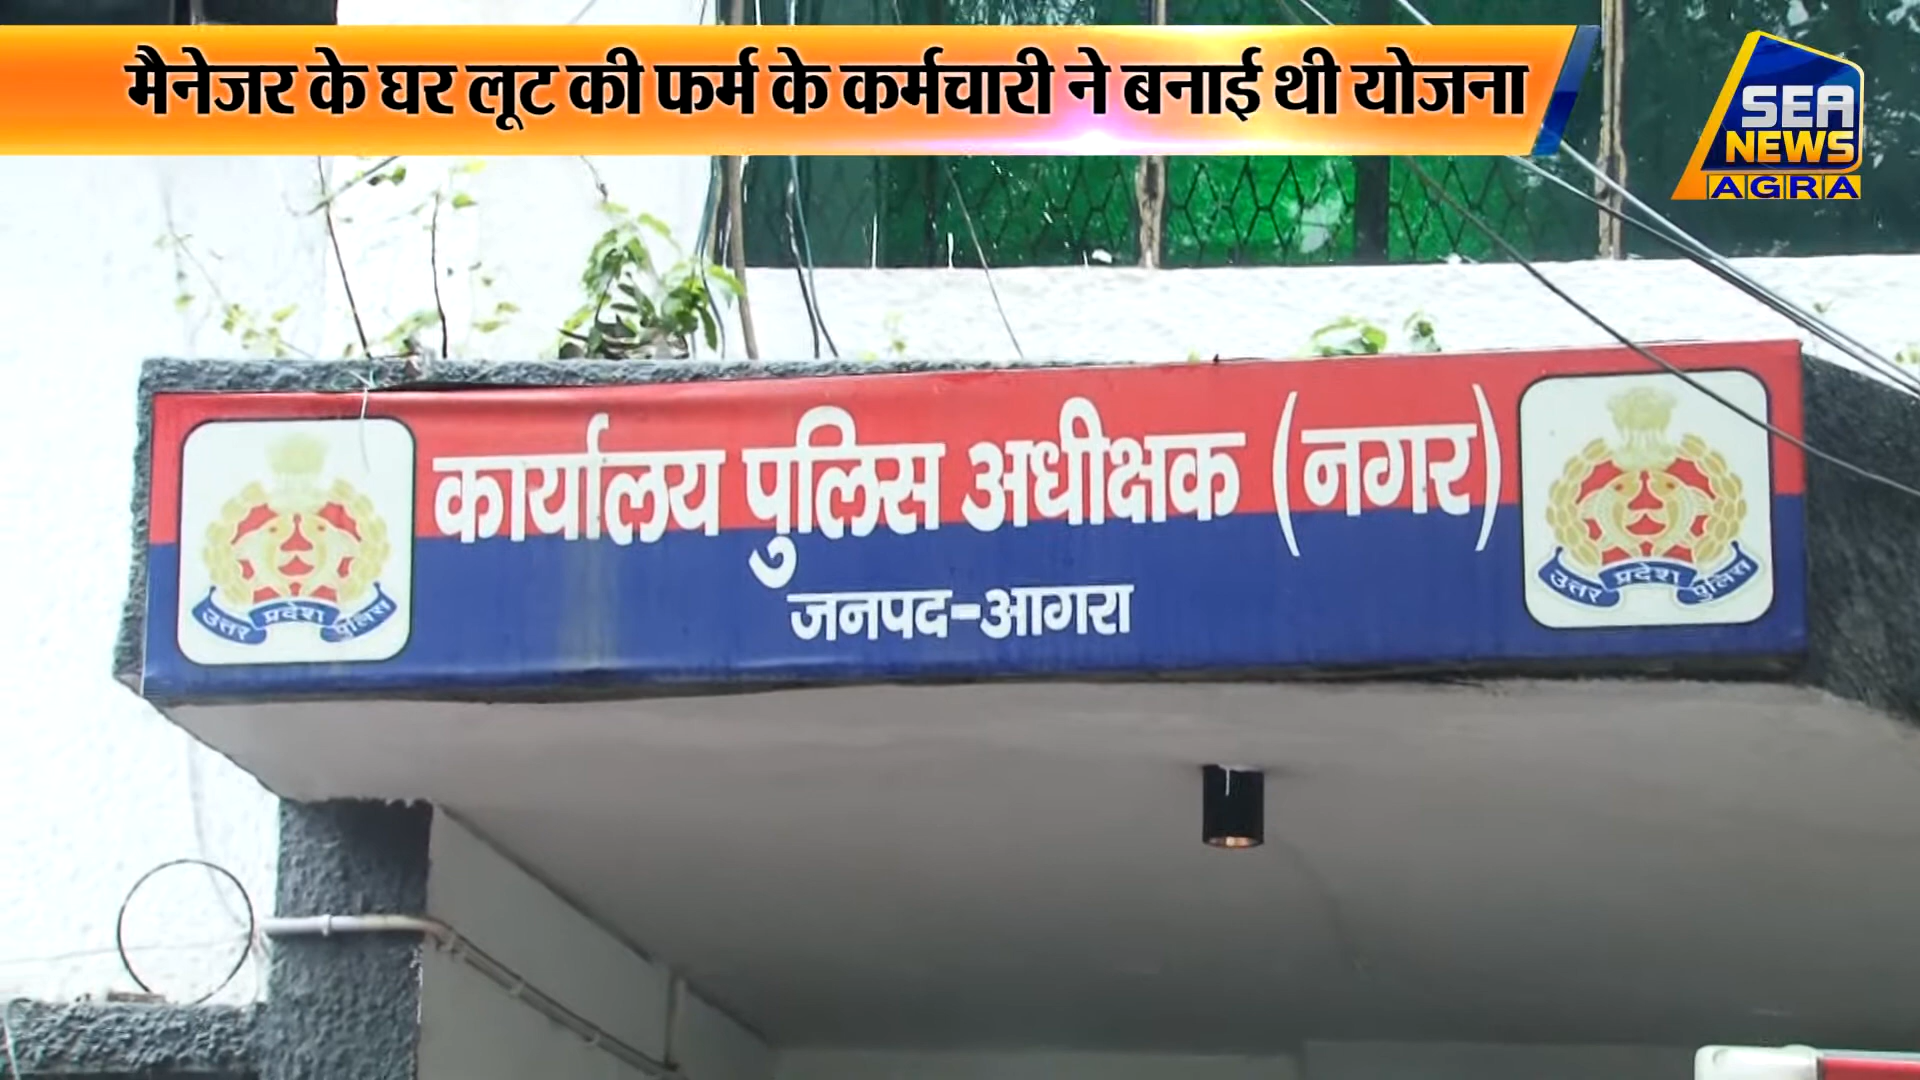 मैनेजर के घर लूट की फर्म के कर्मचारी ने बनाई थी योजना
SEA
NEWS
AGRA
कार्यालय पुलिस अधीक्षक (नगर)
जनपद-आगरा
उत्तर प्रदेश पुलिस
उत्तर प्रदेश पुलिस